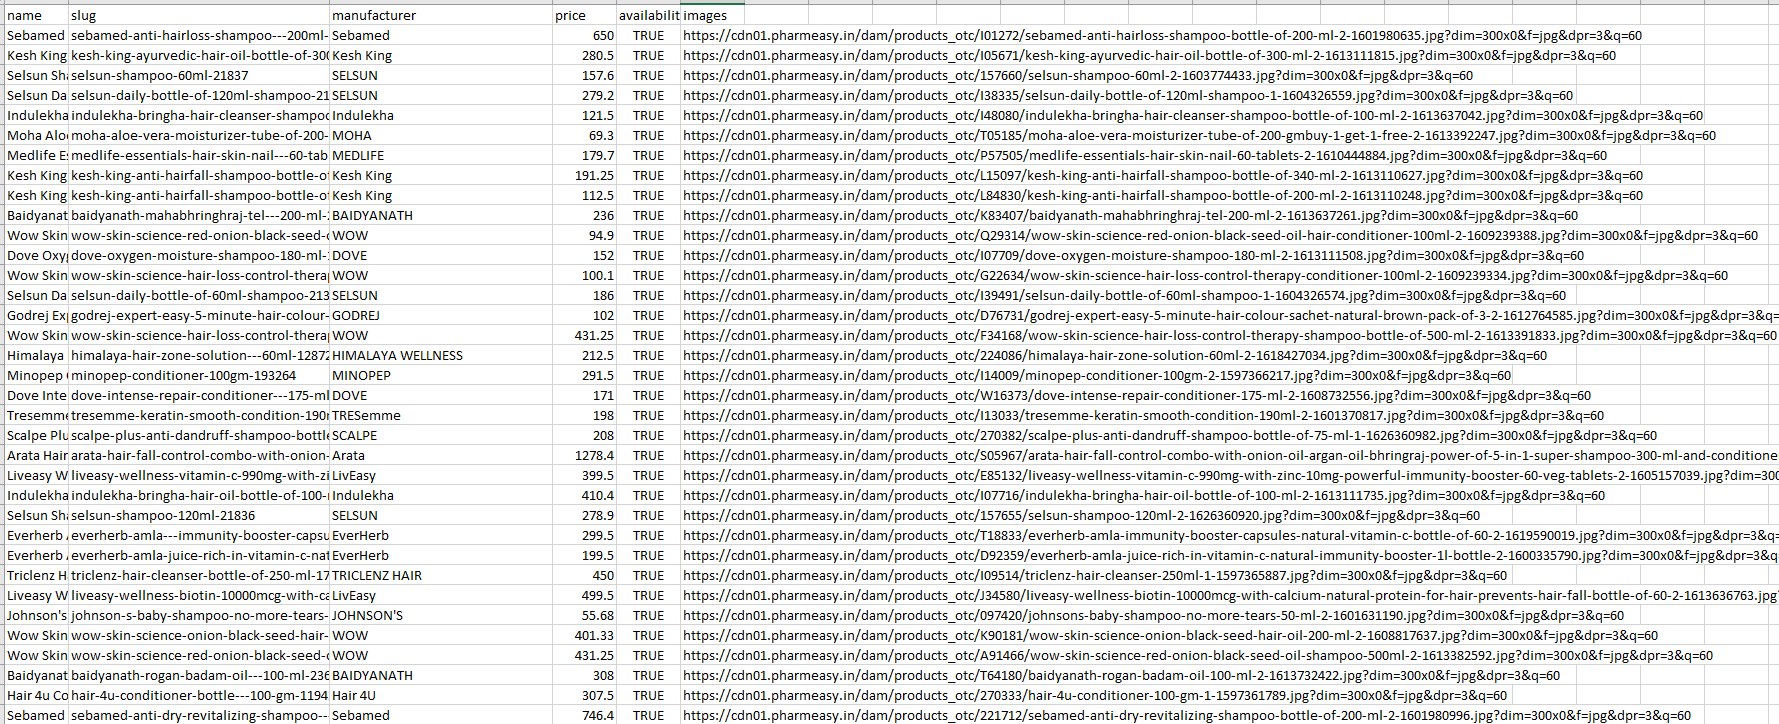 name slug manufacturer price availabilit images
Sebamed sebamed-anti-hairloss-shampoo---200ml- Sebamed 650 TRUE https://cdn01.pharmeasy.in/dam/products_otc/I01272/sebamed-anti-hairloss-shampoo-bottle-of-200-ml-2-1601980635.jpg?dim=300x0&f=jpg&dpr=3&q=60
Kesh King kesh-king-ayurvedic-hair-oil-bottle-of-300 Kesh King 280.5 TRUE https://cdn01.pharmeasy.in/dam/products_otc/I05671/kesh-king-ayurvedic-hair-oil-bottle-of-300-ml-2-1613111815.jpg?dim=300x0&f=jpg&dpr=3&q=60
Selsun Sha selsun-shampoo-60ml-21837 SELSUN 157.6 TRUE https://cdn01.pharmeasy.in/dam/products_otc/157660/selsun-shampoo-60ml-2-1603774433.jpg?dim=300x0&f=jpg&dpr=3&q=60
Selsun Da selsun-daily-bottle-of-120ml-shampoo-21 SELSUN 279.2 TRUE https://cdn01.pharmeasy.in/dam/products_otc/I38335/selsun-daily-bottle-of-120ml-shampoo-1-1604326559.jpg?dim=300x0&f=jpg&dpr=3&q=60
Indulekha indulekha-bringha-hair-cleanser-shampoo Indulekha 121.5 TRUE https://cdn01.pharmeasy.in/dam/products_otc/I48080/indulekha-bringha-hair-cleanser-shampoo-bottle-of-100-ml-2-1613637042.jpg?dim=300x0&f=jpg&dpr=3&q=60
Moha Aloe moha-aloe-vera-moisturizer-tube-of-200- MOHA 69.3 TRUE https://cdn01.pharmeasy.in/dam/products_otc/T05185/moha-aloe-vera-moisturizer-tube-of-200-gmbuy-1-get-1-free-2-1613392247.jpg?dim=300x0&f=jpg&dpr=3&q=60
Medlife Es medlife-essentials-hair-skin-nail---60-tab MEDLIFE 179.7 TRUE https://cdn01.pharmeasy.in/dam/products_otc/P57505/medlife-essentials-hair-skin-nail-60-tablets-2-1610444884.jpg?dim=300x0&f=jpg&dpr=3&q=60
Kesh King kesh-king-anti-hairfall-shampoo-bottle-of Kesh King 191.25 TRUE https://cdn01.pharmeasy.in/dam/products_otc/L15097/kesh-king-anti-hairfall-shampoo-bottle-of-340-ml-2-1613110627.jpg?dim=300x0&f=jpg&dpr=3&q=60
Kesh King kesh-king-anti-hairfall-shampoo-bottle-of Kesh King 112.5 TRUE https://cdn01.pharmeasy.in/dam/products_otc/L84830/kesh-king-anti-hairfall-shampoo-bottle-of-2-1613110248.jpg?dim=300x0&f=jpg&dpr=3&q=60
Baidyanat baidyanath-mahabhringhraj-tel---200-ml- BAIDYANATH 236 TRUE https://cdn01.pharmeasy.in/dam/products_otc/K83407/baidyanath-mahabhringhraj-tel-200-ml-2-1613637261.jpg?dim=300x0&f=jpg&dpr=3&q=60
Wow Skin wow-skin-science-red-onion-black-seed-o WOW 94.9 TRUE https://cdn01.pharmeasy.in/dam/products_otc/Q29314/wow-skin-science-red-onion-black-seed-oil-hair-conditioner-100ml-2-1609239388.jpg?dim=300x0&f=jpg&dpr=3&q=60
Dove Oxyg dove-oxygen-moisture-shampoo-180-ml- DOVE 152 TRUE https://cdn01.pharmeasy.in/dam/products_otc/I07709/dove-oxygen-moisture-shampoo-180-ml-2-1613111508.jpg?dim=300x0&f=jpg&dpr=3&q=60
Wow Skin wow-skin-science-hair-loss-control-therap WOW 100.1 TRUE https://cdn01.pharmeasy.in/dam/products_otc/G22634/wow-skin-science-hair-loss-control-therapy-conditioner-100ml-2-1609239334.jpg?dim=300x0&f=jpg&dpr=3&q=60
Selsun Da selsun-daily-bottle-of-60ml-shampoo-213 SELSUN 186 TRUE https://cdn01.pharmeasy.in/dam/products_otc/I39491/selsun-daily-bottle-of-60ml-shampoo-1-1604326574.jpg?dim=300x0&f=jpg&dpr=3&q=60
Godrej Exp godrej-expert-easy-5-minute-hair-colour- GODREJ 102 TRUE https://cdn01.pharmeasy.in/dam/products_otc/D76731/godrej-expert-easy-5-minute-hair-colour-sachet-natural-brown-pack-of-3-2-1612764585.jpg?dim=300x0&f=jpg&dpr=3&q=
Wow Skin wow-skin-science-hair-loss-control-therap WOW 431.25 TRUE https://cdn01.pharmeasy.in/dam/products_otc/F34168/wow-skin-science-hair-loss-control-therapy-shampoo-bottle-of-500-ml-2-1613391833.jpg?dim=300x0&f=jpg&dpr=3&q=60
Himalaya himalaya-hair-zone-solution---60ml-12872 HIMALAYA WELLNESS 212.5 TRUE https://cdn01.pharmeasy.in/dam/products_otc/224086/himalaya-hair-zone-solution-60ml-2-1618427034.jpg?dim=300x0&f=jpg&dpr=3&q=60
Minopep minopep-conditioner-100gm-193264 MINOPEP 291.5 TRUE https://cdn01.pharmeasy.in/dam/products_otc/I14009/minopep-conditioner-100gm-2-1597366217.jpg?dim=300x0&f=jpg&dpr=3&q=60
Dove Inte dove-intense-repair-conditioner---175-ml DOVE 171 TRUE https://cdn01.pharmeasy.in/dam/products_otc/W16373/dove-intense-repair-conditioner-175-ml-2-1608732556.jpg?dim=300x0&f=jpg&dpr=3&q=60
Tresemme tresemme-keratin-smooth-condition-190m TRESemme 198 TRUE https://cdn01.pharmeasy.in/dam/products_otc/I13033/tresemme-keratin-smooth-condition-190ml-2-1601370817.jpg?dim=300x0&f=jpg&dpr=3&q=60
Scalpe Plu scalpe-plus-anti-dandruff-shampoo-bottle SCALPE 208 TRUE https://cdn01.pharmeasy.in/dam/products_otc/270382/scalpe-plus-anti-dandruff-shampoo-bottle-of-75-ml-1-1626360982.jpg?dim=300x0&f=jpg&dpr=3&q=60
Arata Hair arata-hair-fall-control-combo-with-onion- Arata 1278.4 TRUE https://cdn01.pharmeasy.in/dam/products_otc/S05967/arata-hair-fall-control-combo-with-onion-oil-argan-oil-bhringraj-power-of-5-in-1-super-shampoo-300-ml-and-conditione
Liveasy W liveasy-wellness-vitamin-c-990mg-with-zi LivEasy 399.5 TRUE https://cdn01.pharmeasy.in/dam/products_otc/E85132/liveasy-wellness-vitamin-c-990mg-with-zinc-10mg-powerful-immunity-booster-60-veg-tablets-2-1605157039.jpg?dim=300
Indulekha indulekha-bringha-hair-oil-bottle-of-100- Indulekha 410.4 TRUE https://cdn01.pharmeasy.in/dam/products_otc/I07716/indulekha-bringha-hair-oil-bottle-of-100-ml-2-1613111735.jpg?dim=300x0&f=jpg&dpr=3&q=60
Selsun Sha selsun-shampoo-120ml-21836 SELSUN 278.9 TRUE https://cdn01.pharmeasy.in/dam/products_otc/157655/selsun-shampoo-120ml-2-1626360920.jpg?dim=300x0&f=jpg&dpr=3&q=60
Everherb everherb-amla---immunity-booster-capsu EverHerb 299.5 TRUE https://cdn01.pharmeasy.in/dam/products_otc/T18833/everherb-amla-immunity-booster-capsules-natural-vitamin-c-bottle-of-60-2-1619590019.jpg?dim=300x0&f=jpg&dpr=3&q=
Everherb everherb-amla-juice-rich-in-vitamin-c-nat EverHerb 199.5 TRUE https://cdn01.pharmeasy.in/dam/products_otc/D92359/everherb-amla-juice-rich-in-vitamin-c-natural-immunity-booster-1l-bottle-2-1600335790.jpg?dim=300x0&f=jpg&dpr=3&q=
Triclenz H triclenz-hair-cleanser-bottle-of-250-ml-17 TRICLENZ HAIR 450 TRUE https://cdn01.pharmeasy.in/dam/products_otc/I09514/triclenz-hair-cleanser-250ml-1-1597365887.jpg?dim=300x0&f=jpg&dpr=3&q=60
Liveasy W liveasy-wellness-biotin-10000mcg-with-ca LivEasy 499.5 TRUE https://cdn01.pharmeasy.in/dam/products_otc/J34580/liveasy-wellness-biotin-10000mcg-with-calcium-natural-protein-for-hair-prevents-hair-fall-bottle-of-60-2-1613636763.jpg?
Johnson's johnson-s-baby-shampoo-no-more-tears- JOHNSON'S 55.68 TRUE https://cdn01.pharmeasy.in/dam/products_otc/097420/johnsons-baby-shampoo-no-more-tears-50-ml-2-1601631190.jpg?dim=300x0&f=jpg&dpr=3&q=60
Wow Skin wow-skin-science-onion-black-seed-hair- WOW 401.33 TRUE https://cdn01.pharmeasy.in/dam/products_otc/K90181/wow-skin-science-onion-black-seed-hair-oil-200-ml-2-1608817637.jpg?dim=300x0&f=jpg&dpr=3&q=60
Wow Skin wow-skin-science-red-onion-black-seed-o WOW 431.25 TRUE https://cdn01.pharmeasy.in/dam/products_otc/A91466/wow-skin-science-red-onion-black-seed-oil-shampoo-500ml-2-1613382592.jpg?dim=300x0&f=jpg&dpr=3&q=60
Baidyanat baidyanath-rogan-badam-oil---100-ml-236 BAIDYANATH 308 TRUE https://cdn01.pharmeasy.in/dam/products_otc/T64180/baidyanath-rogan-badam-oil-100-ml-2-1613732422.jpg?dim=300x0&f=jpg&dpr=3&q=60
Hair 4u Co hair-4u-conditioner-bottle---100-gm-1194 Hair 4U 307.5 TRUE https://cdn01.pharmeasy.in/dam/products_otc/270333/hair-4u-conditioner-100-gm-1-1597361789.jpg?dim=300x0&f=jpg&dpr=3&q=60
Sebamed sebamed-anti-dry-revitalizing-shampoo-- Sebamed 746.4 TRUE https://cdn01.pharmeasy.in/dam/products_otc/221712/sebamed-anti-dry-revitalizing-shampoo-bottle-of-200-ml-2-1601980996.jpg?dim=300x0&f=jpg&dpr=3&q=60